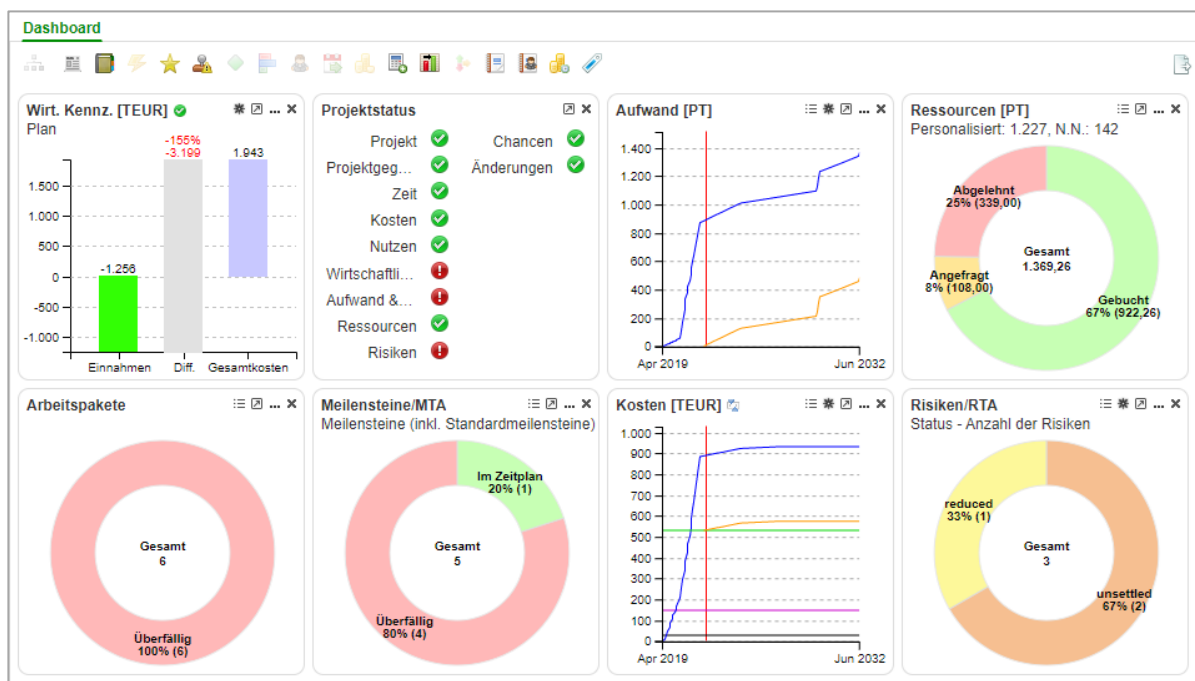 Dashboard
Wirt. Kennz. [TEUR]
Plan
-155%
-3.199
1.943
1.500
1.000
500
-1.256
0
-500
-1.000
Einnahmen Diff. Gesamtkosten
Projektstatus
Projekt
Projektgeg...
Zeit
Kosten
Nutzen
Wirtschaftli...
Aufwand &...
Ressourcen
Risiken
Chancen
Änderungen
Aufwand [PT]
1.400
1.200
1.000
800
600
400
200
0
Apr 2019 Jun 2032
Ressourcen [PT]
Personalisiert: 1.227, N.N.: 142
Abgelehnt
25% (339,00)
Gesamt
1.369,26
Angefragt
8% (108,00)
Gebucht
67% (922,26)
Arbeitspakete
Gesamt
6
Überfällig
100% (6)
Meilensteine/MTA
Meilensteine (inkl. Standardmeilensteine)
Im Zeitplan
20% (1)
Gesamt
5
Überfällig
80% (4)
Kosten [TEUR]
1.000
900
800
700
600
500
400
300
200
100
0
Apr 2019 Jun 2032
Risiken/RTA
Status - Anzahl der Risiken
reduced
33% (1)
Gesamt
3
unsettled
67% (2)